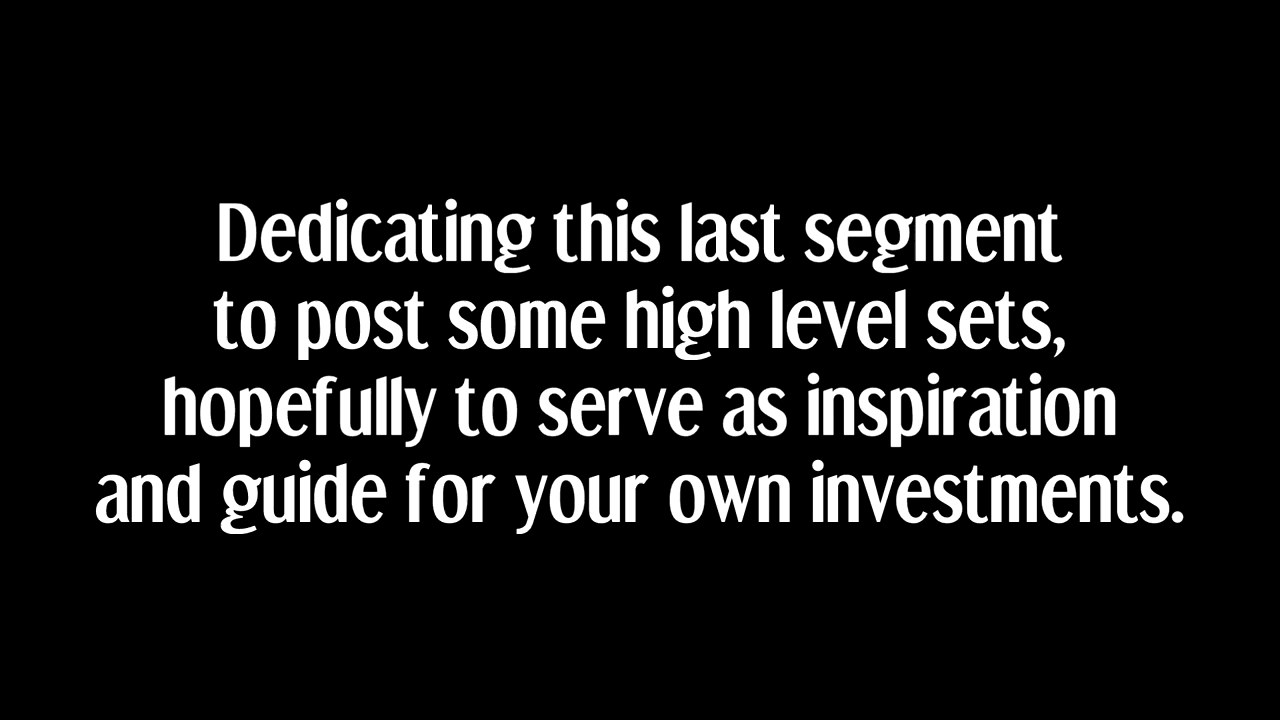 Dedicating this last segment
to post some high level sets,
hopefully to serve as inspiration
and guide for your own investments.